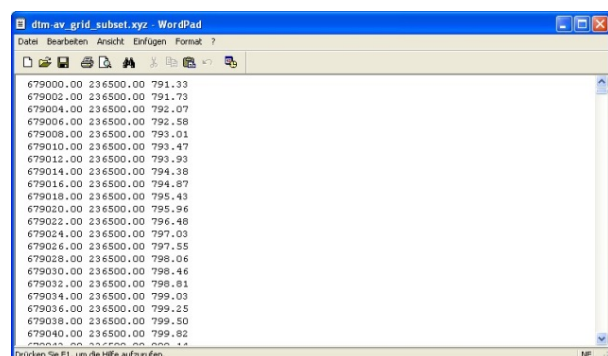 dtm-av_grid_subset.xyz - WordPad
Datei Bearbeiten Ansicht Einfügen Format ?
679000.00 236500.00 791.33
679002.00 236500.00 791.73
679004.00 236500.00 792.07
679006.00 236500.00 792.58
679008.00 236500.00 793.01
679010.00 236500.00 793.47
679012.00 236500.00 793.93
679014.00 236500.00 794.38
679016.00 236500.00 794.87
679018.00 236500.00 795.43
679020.00 236500.00 795.96
679022.00 236500.00 796.48
679024.00 236500.00 797.03
679026.00 236500.00 797.55
679028.00 236500.00 798.06
679030.00 236500.00 798.46
679032.00 236500.00 798.81
679034.00 236500.00 799.03
679036.00 236500.00 799.25
679038.00 236500.00 799.50
679040.00 236500.00 799.82
Drücken Sie F1, um die Hilfe aufzurufen. NF